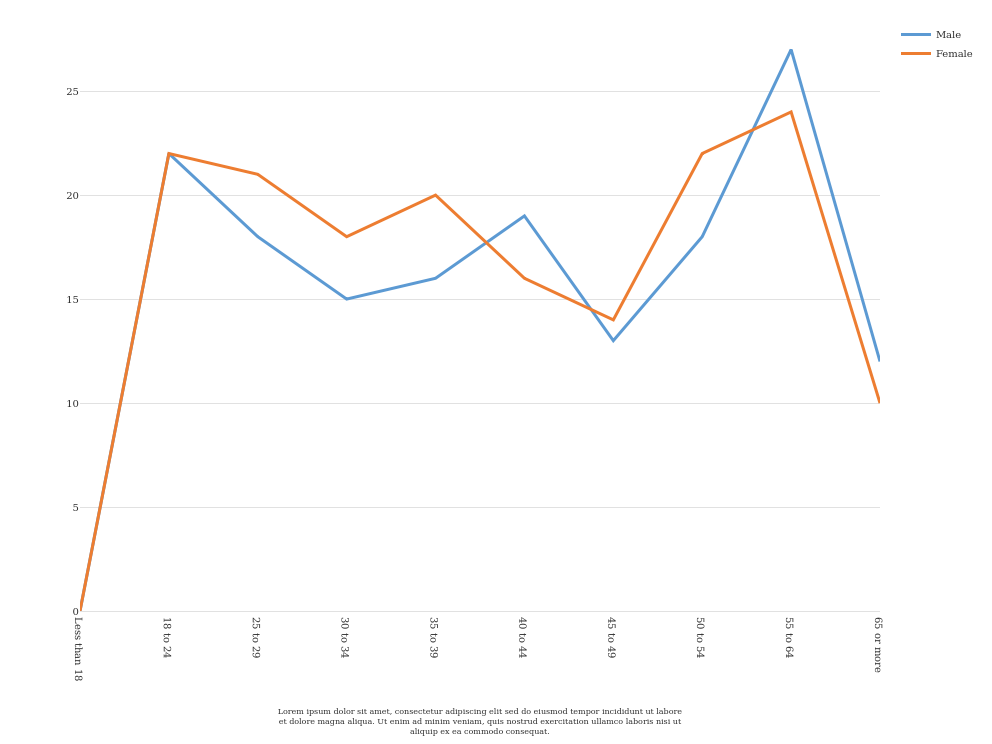 Male
Female
25
20
15
10
5
0
Less than 18
18 to 24
25 to 29
30 to 34
35 to 39
40 to 44
45 to 49
50 to 54
55 to 64
65 or more
Lorem ipsum dolor sit amet, consectetur adipiscing elit sed do eiusmod tempor incididunt ut labore
et dolore magna aliqua. Ut enim ad minim veniam, quis nostrud exercitation ullamco laboris nisi ut
aliquip ex ea commodo consequat.